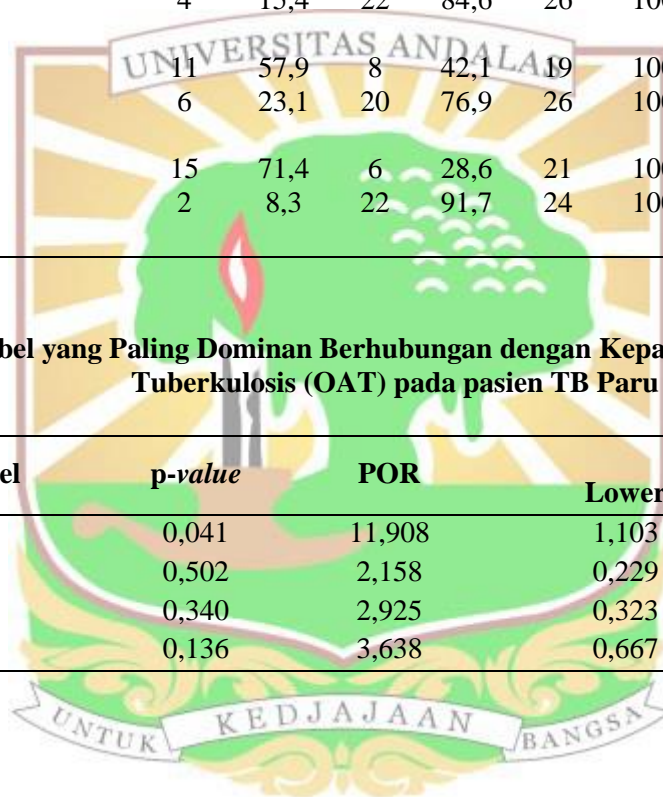 4 15,4 22 84,6 26
UNIVERSITAS ANDALAS
11 57,9 8 42,1 19
6 23,1 20 76,9 26
15 71,4 6 28,6 21
2 8,3 22 91,7 24
yang Paling Dominan Berhubungan dengan
Tuberkulosis (OAT) pada pasien TB Paru
p-value POR
Lower
0,041 11,908 1,103
0,502 2,158 0,229
0,340 2,925 0,323
0,136 3,638 0,667
UNTUK KEDJAJAAN BANGSA